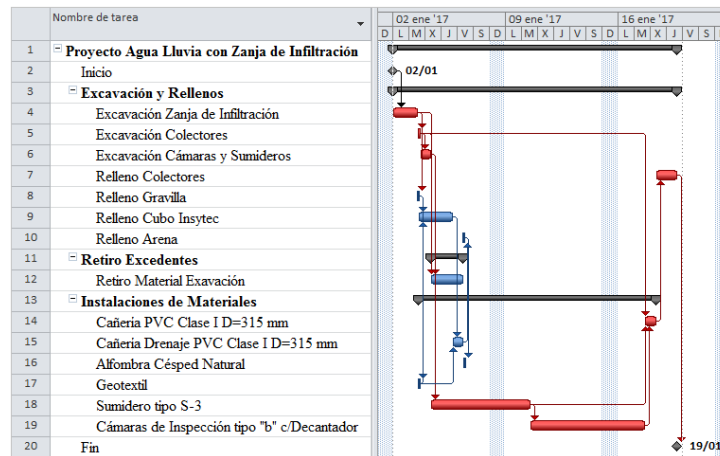 Nombre de tarea
02 ene '17 09 ene '17 16 ene '17
D L M X J V S D L M X J V S D L M X J V S
1 Proyecto Agua Lluvia con Zanja de Infiltración
2 Inicio 02/01
3 Excavación y Rellenos
4 Excavación Zanja de Infiltración
5 Excavación Colectores
6 Excavación Cámaras y Sumideros
7 Relleno Colectores
8 Relleno Gravilla
9 Relleno Cubo Insytec
10 Relleno Arena
11 Retiro Excedentes
12 Retiro Material Exavación
13 Instalaciones de Materiales
14 Cañeria PVC Clase I D=315 mm
15 Cañeria Drenaje PVC Clase I D=315 mm
16 Alfombra Césped Natural
17 Geotextil
18 Sumidero tipo S-3
19 Cámaras de Inspección tipo "b" c/Decantador
20 Fin 19/01